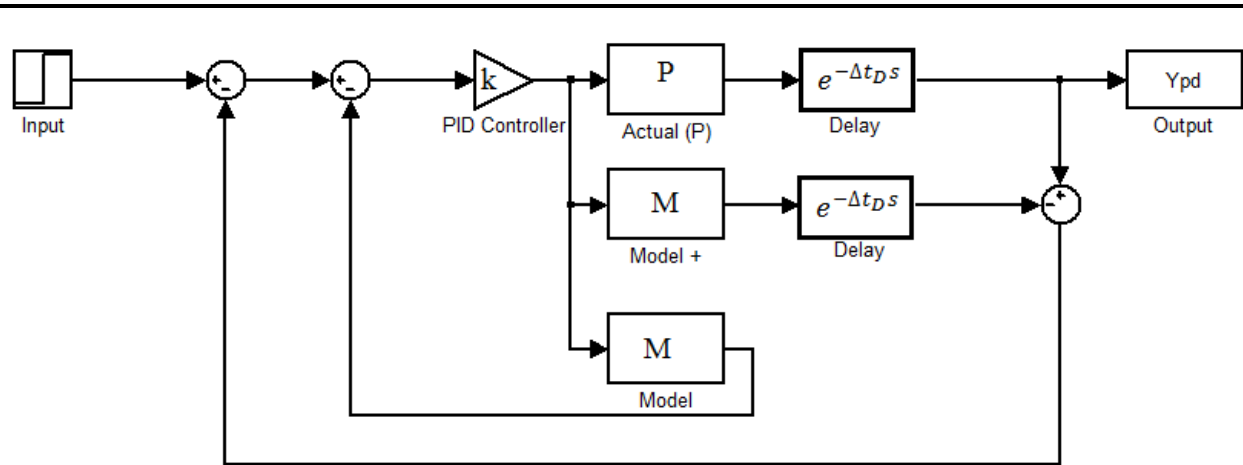 Input
k
PID Controller
P
Actual (P)
e^{-Δt_D s}
Delay
Ypd
Output
M
Model +
e^{-Δt_D s}
Delay
M
Model